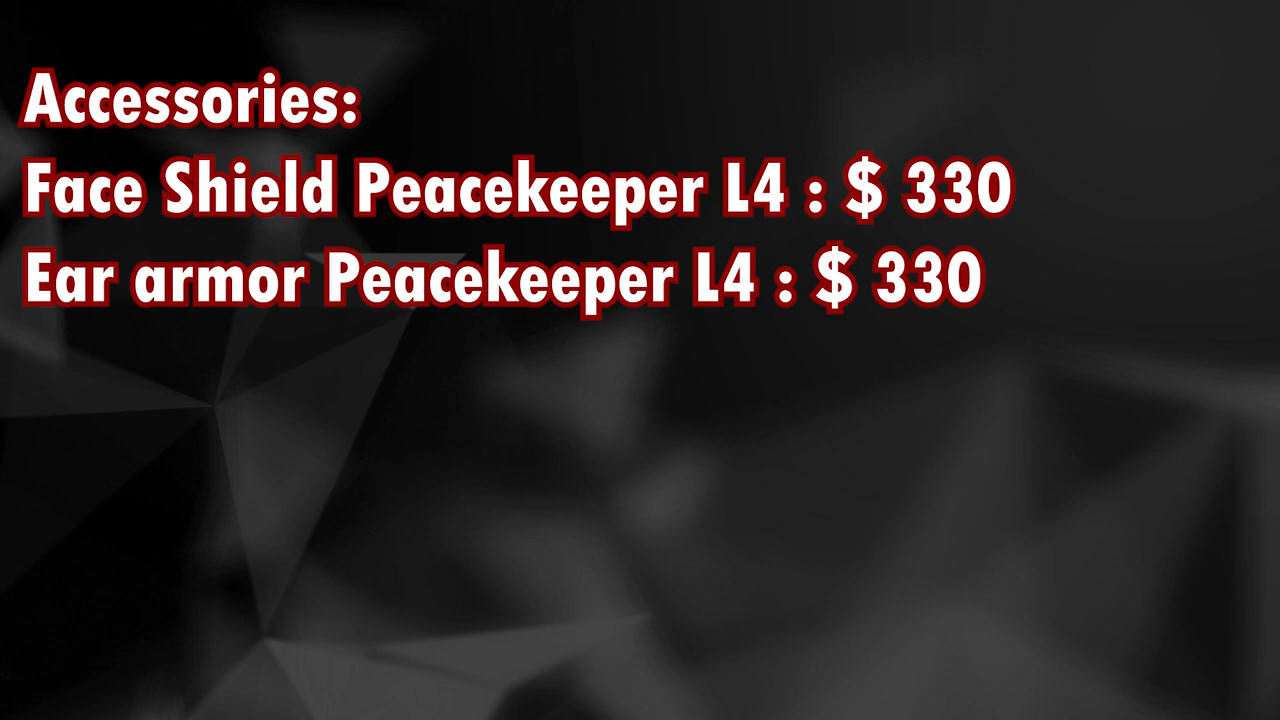 Accessories:
Face Shield Peacekeeper L4 : $ 330
Ear armor Peacekeeper L4 : $ 330